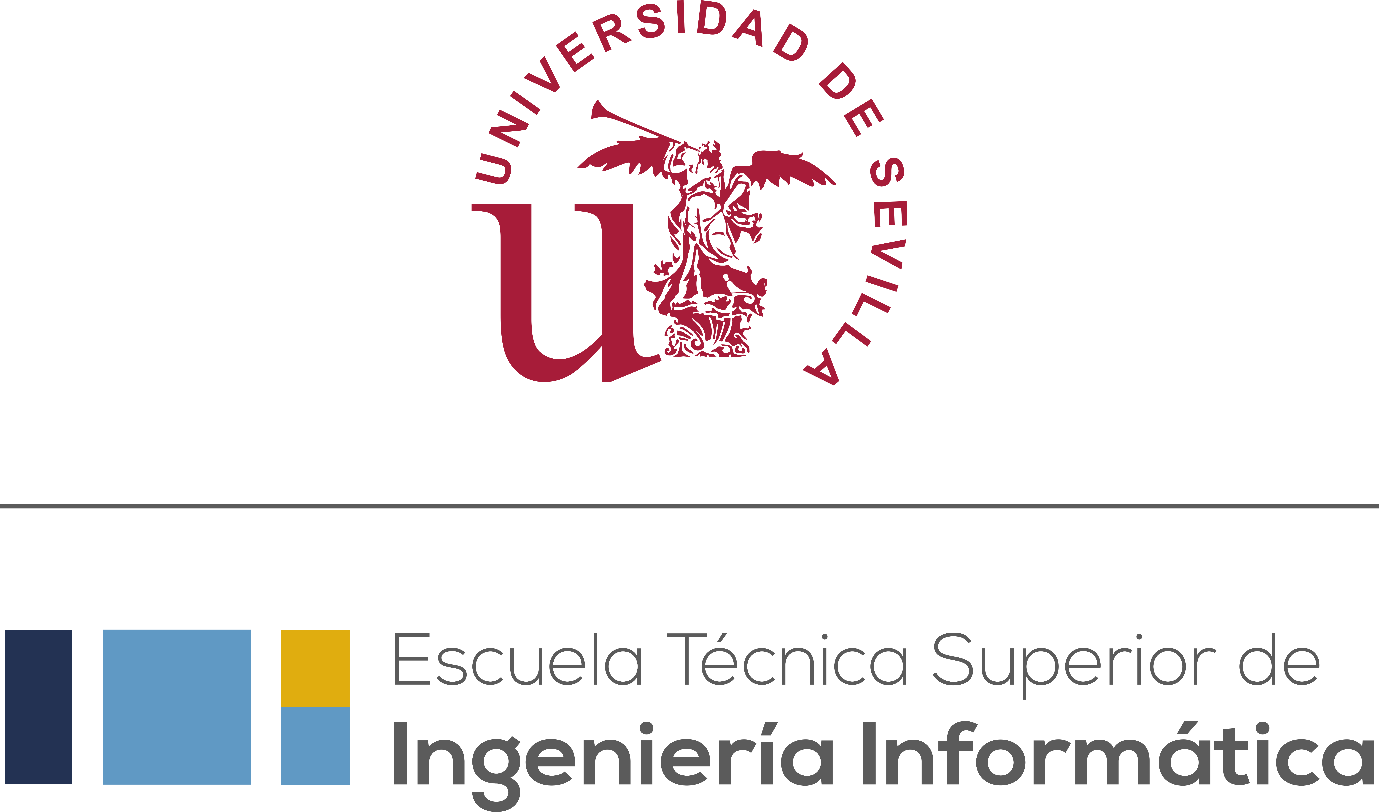 UNIVERSIDAD DE SEVILLA
u
Escuela Técnica Superior de
Ingeniería Informática